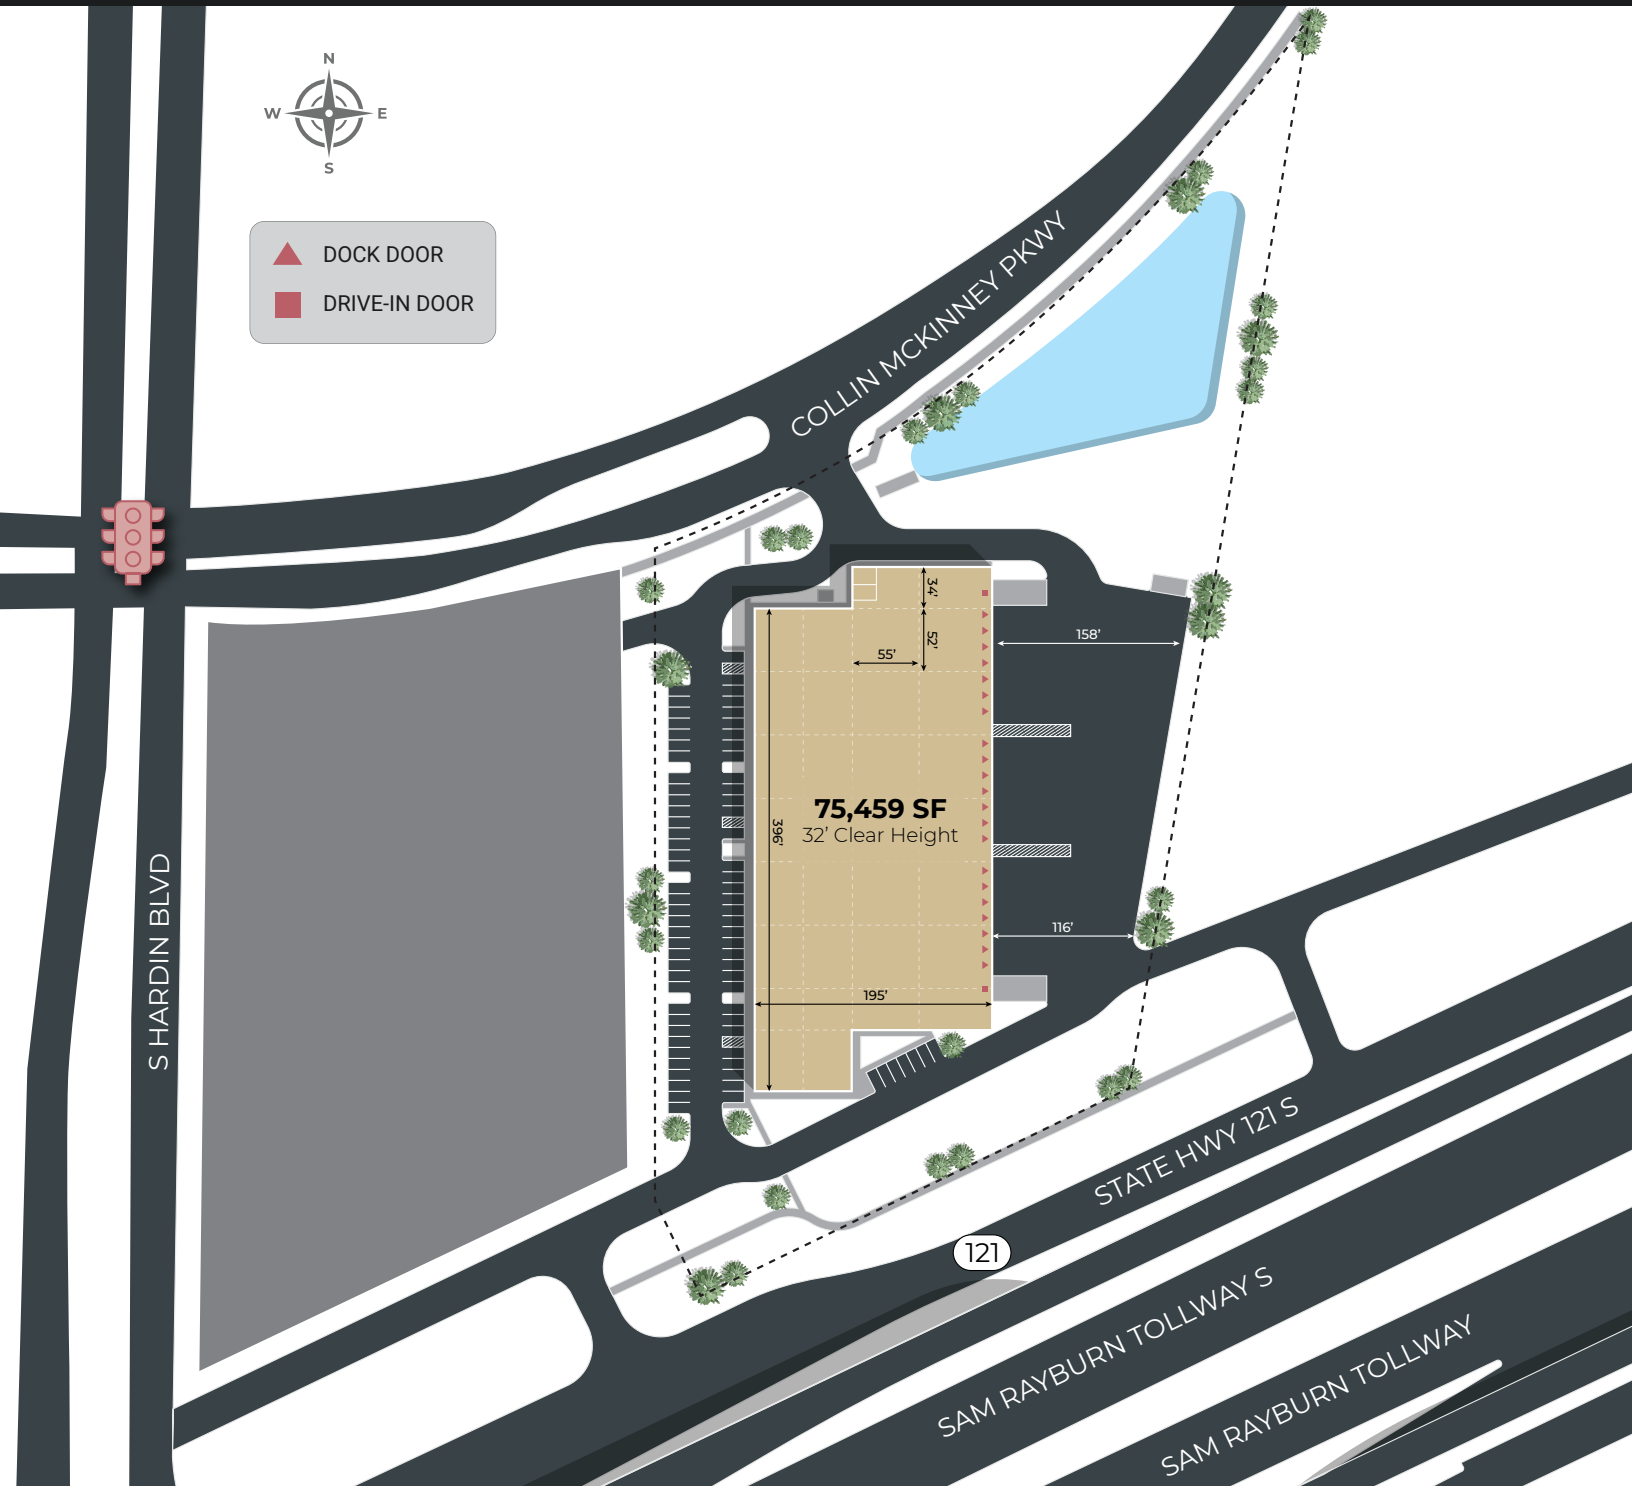 N
W E
S
DOCK DOOR
DRIVE-IN DOOR
COLLIN MCKINNEY PKWY
34'
52'
55'
158'
75,459 SF
32' Clear Height
396'
116'
195'
S HARDIN BLVD
STATE HWY 121 S
121
SAM RAYBURN TOLLWAY S
SAM RAYBURN TOLLWAY